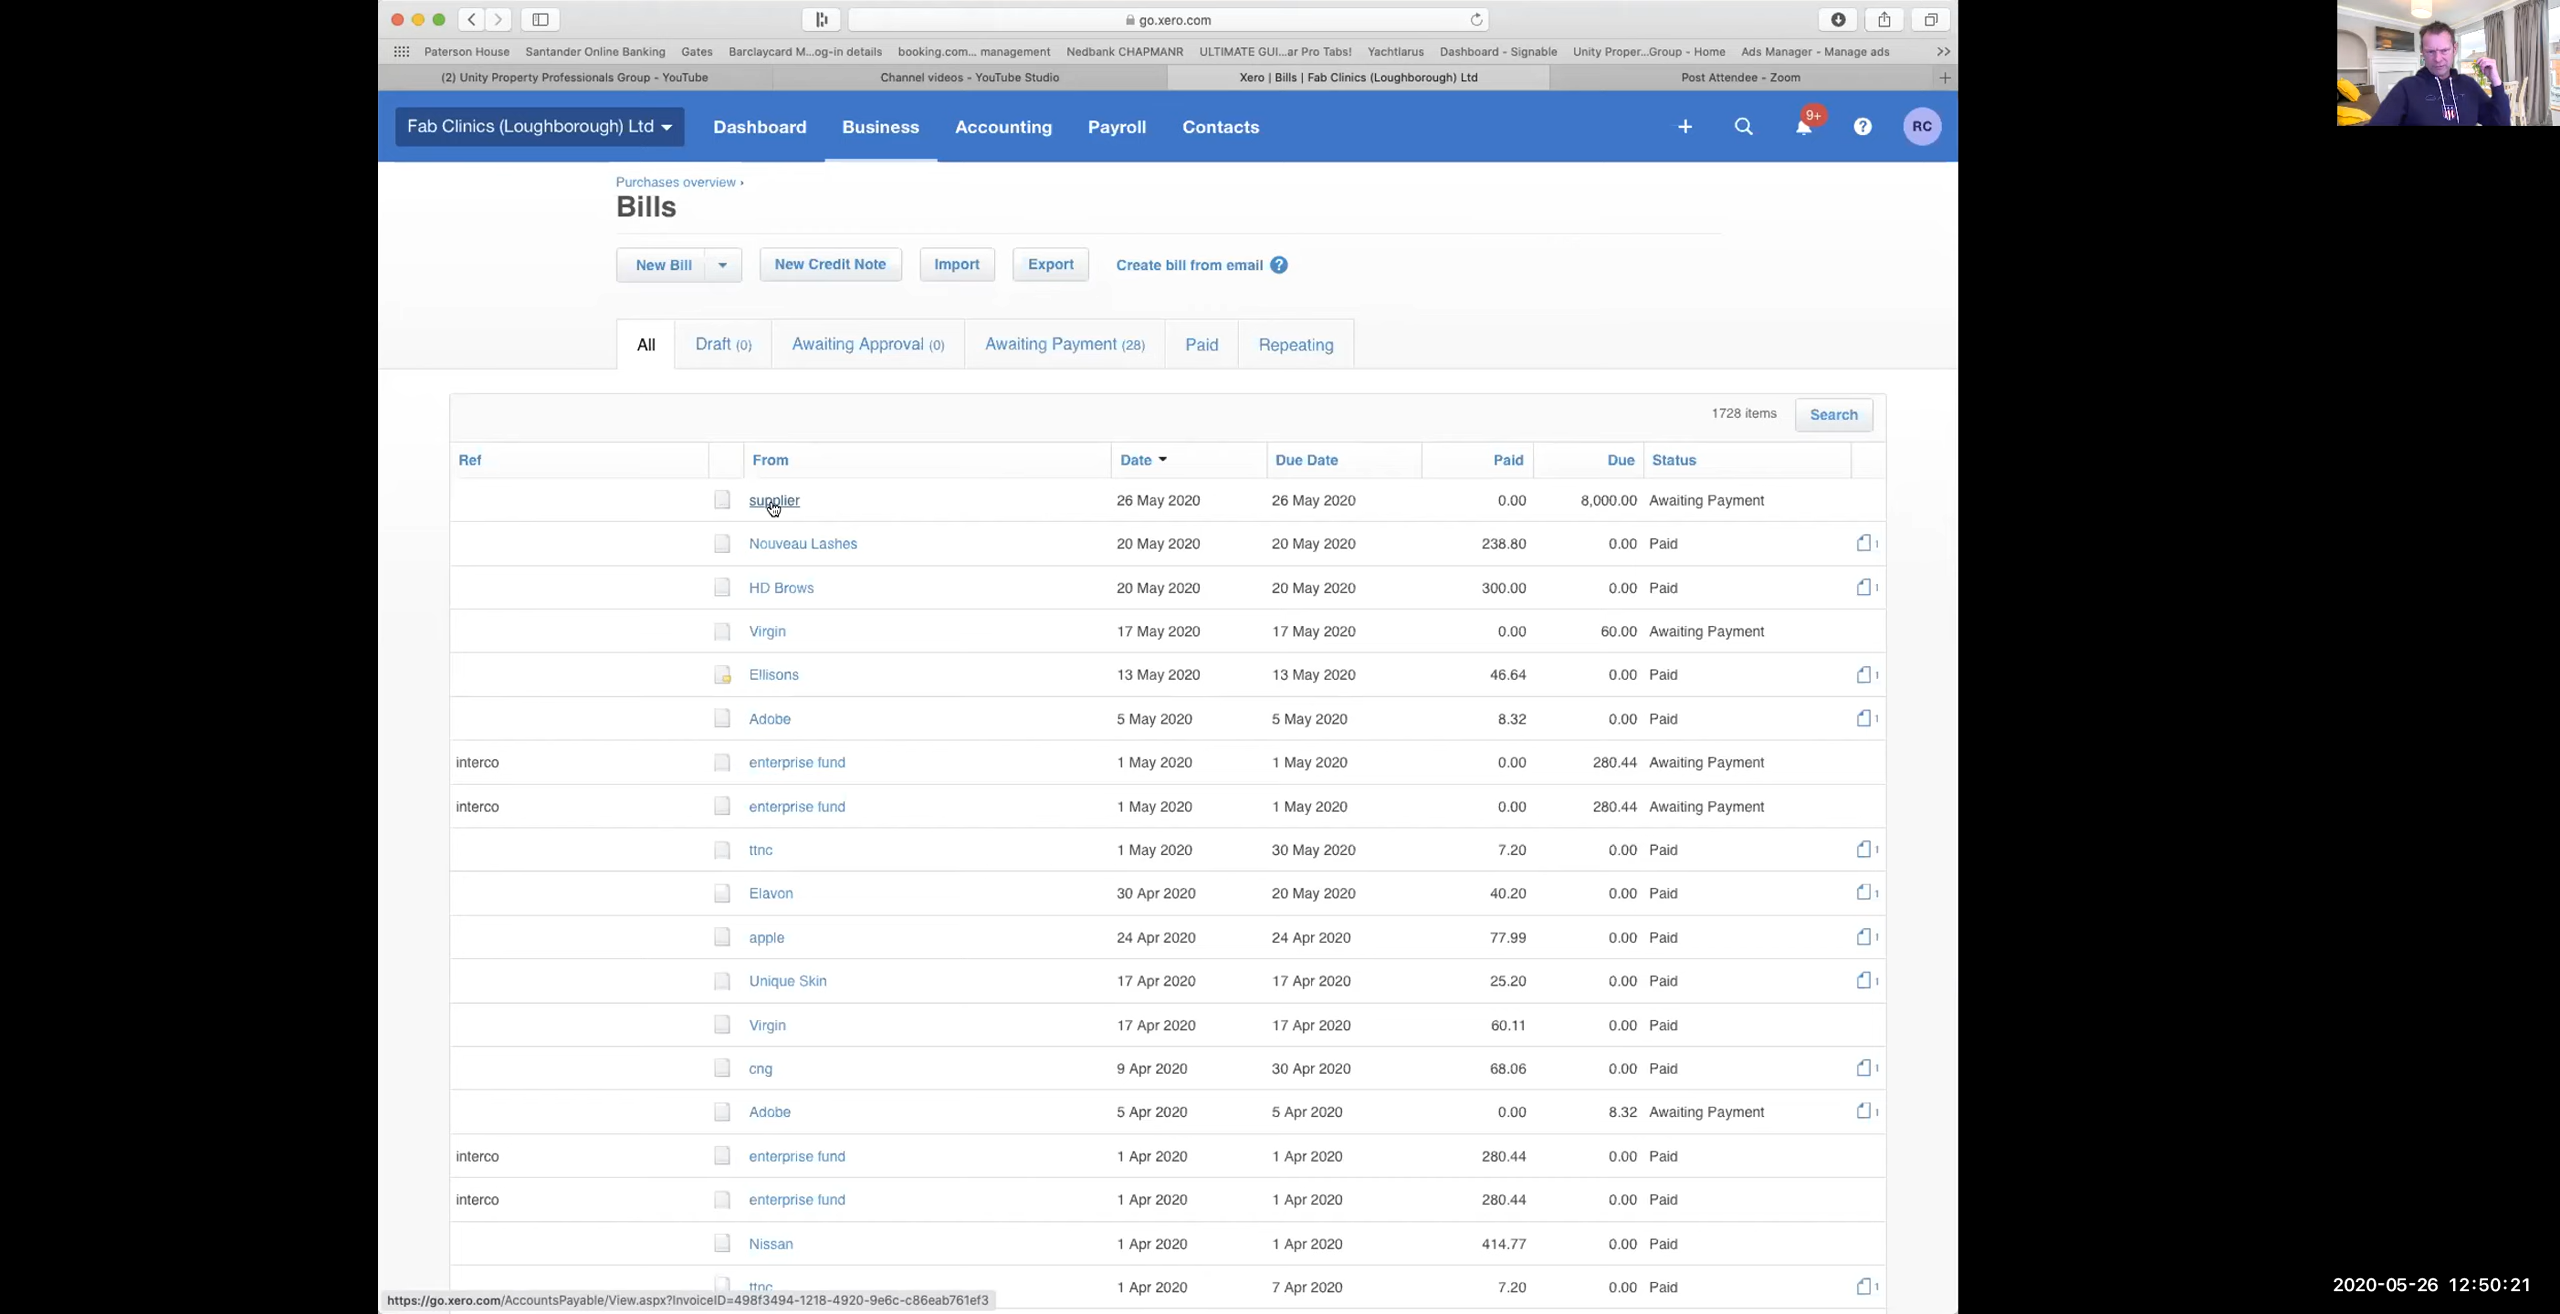 go.xero.com
Paterson House Santander Online Banking Gates Barclaycard M...og-in details booking.com... management Nedbank CHAPMANR ULTIMATE GUI...ar Pro Tabs! Yachtlarus Dashboard - Signable Unity Proper...Group - Home Ads Manager - Manage ads >>
(2) Unity Property Professionals Group - YouTube Channel videos - YouTube Studio Xero | Bills | Fab Clinics (Loughborough) Ltd Post Attendee - Zoom +
Fab Clinics (Loughborough) Ltd Dashboard Business Accounting Payroll Contacts + 9+ ? RC
Purchases overview ›
Bills
New Bill New Credit Note Import Export Create bill from email ?
All Draft (0) Awaiting Approval (0) Awaiting Payment (28) Paid Repeating
1728 items Search
Ref From Date Due Date Paid Due Status
supplier 26 May 2020 26 May 2020 0.00 8,000.00 Awaiting Payment
Nouveau Lashes 20 May 2020 20 May 2020 238.80 0.00 Paid 1
HD Brows 20 May 2020 20 May 2020 300.00 0.00 Paid 1
Virgin 17 May 2020 17 May 2020 0.00 60.00 Awaiting Payment
Ellisons 13 May 2020 13 May 2020 46.64 0.00 Paid 1
Adobe 5 May 2020 5 May 2020 8.32 0.00 Paid 1
interco enterprise fund 1 May 2020 1 May 2020 0.00 280.44 Awaiting Payment
interco enterprise fund 1 May 2020 1 May 2020 0.00 280.44 Awaiting Payment
ttnc 1 May 2020 30 May 2020 7.20 0.00 Paid 1
Elavon 30 Apr 2020 20 May 2020 40.20 0.00 Paid 1
apple 24 Apr 2020 24 Apr 2020 77.99 0.00 Paid 1
Unique Skin 17 Apr 2020 17 Apr 2020 25.20 0.00 Paid 1
Virgin 17 Apr 2020 17 Apr 2020 60.11 0.00 Paid
cng 9 Apr 2020 30 Apr 2020 68.06 0.00 Paid 1
Adobe 5 Apr 2020 5 Apr 2020 0.00 8.32 Awaiting Payment 1
interco enterprise fund 1 Apr 2020 1 Apr 2020 280.44 0.00 Paid
interco enterprise fund 1 Apr 2020 1 Apr 2020 280.44 0.00 Paid
Nissan 1 Apr 2020 1 Apr 2020 414.77 0.00 Paid
ttnc 1 Apr 2020 7 Apr 2020 7.20 0.00 Paid 1
https://go.xero.com/AccountsPayable/View.aspx?InvoiceID=498f3494-1218-4920-9e6c-c86eab761ef3
2020-05-26 12:50:21